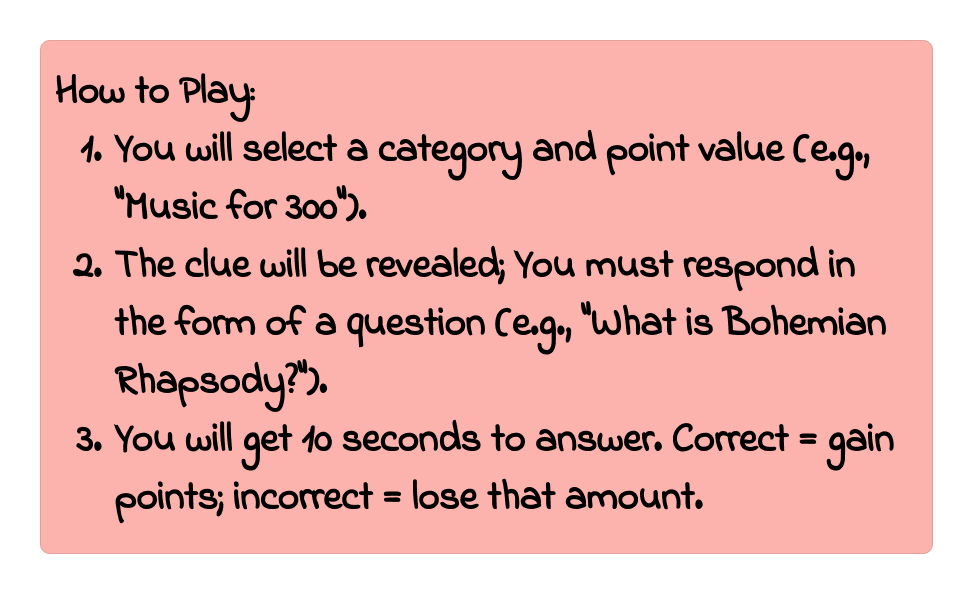 How to Play:
1. You will select a category and point value (e.g.,
"Music for 300").
2. The clue will be revealed; You must respond in
the form of a question (e.g., "What is Bohemian
Rhapsody?").
3. You will get 10 seconds to answer. Correct = gain
points; incorrect = lose that amount.